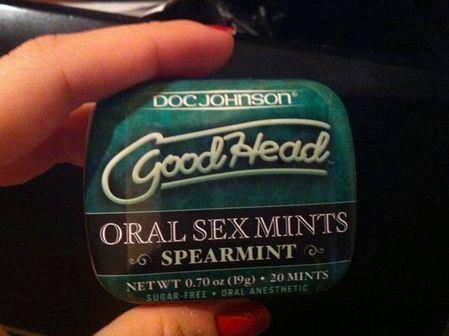 DOC JOHNSON®
GoodHead™
ORAL SEX MINTS
SPEARMINT
NET WT 0.70 oz (19g) • 20 MINTS
SUGAR-FREE • ORAL ANESTHETIC